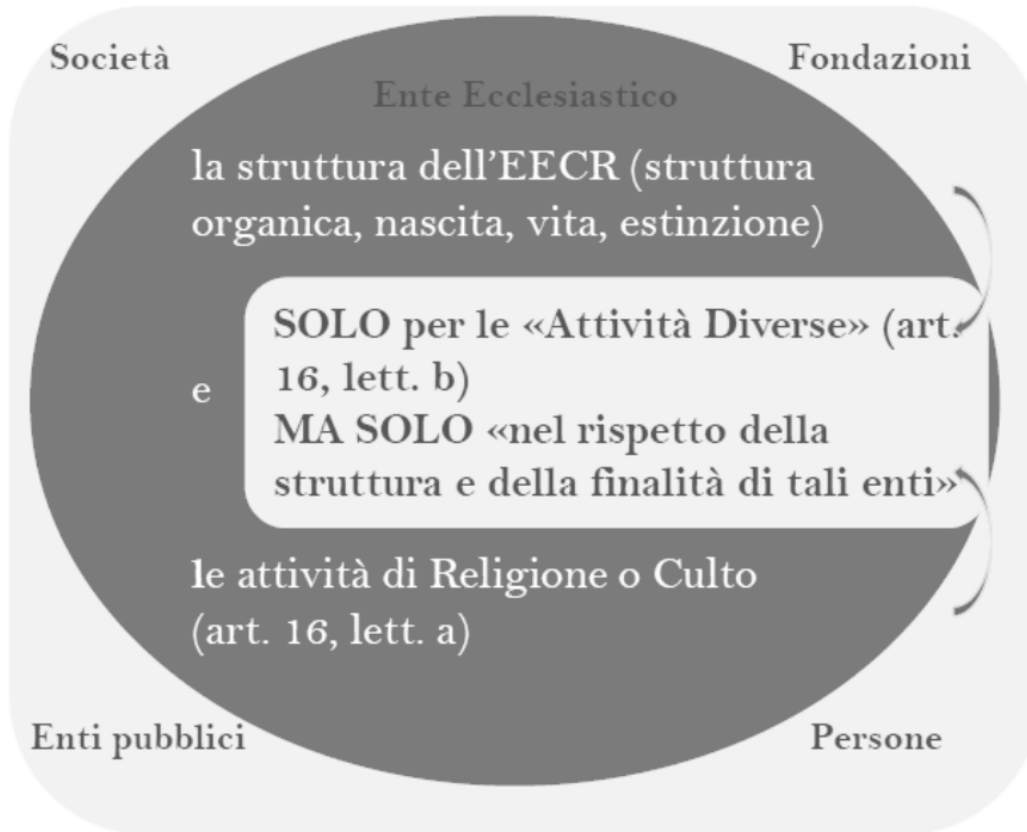 Società
Fondazioni
Ente Ecclesiastico
la struttura dell’EECR (struttura
organica, nascita, vita, estinzione)
SOLO per le «Attività Diverse» (art.
16, lett. b)
e
MA SOLO «nel rispetto della
struttura e della finalità di tali enti»
le attività di Religione o Culto
(art. 16, lett. a)
Enti pubblici
Persone